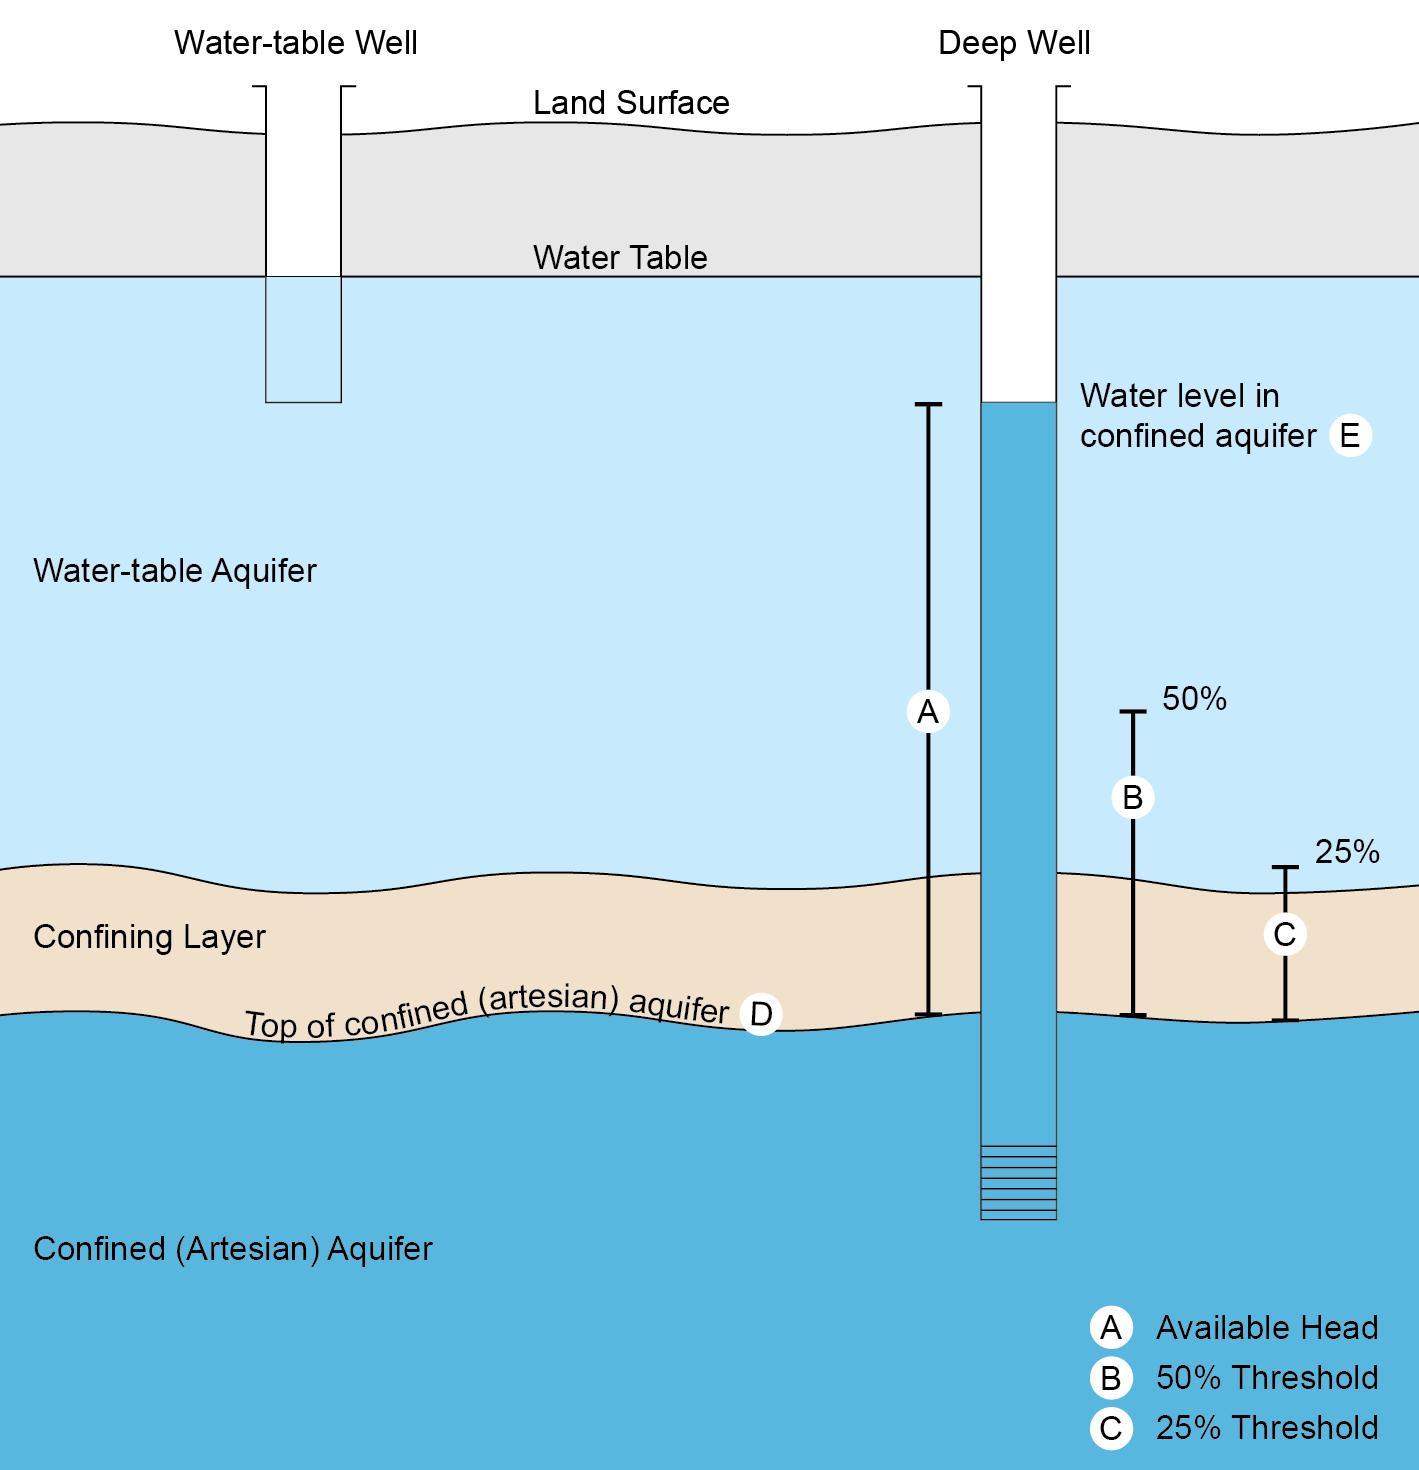 Water-table Well
Deep Well
Land Surface
Water Table
Water level in
confined aquifer E
Water-table Aquifer
A
50%
B
25%
C
Confining Layer
Top of confined (artesian) aquifer D
Confined (Artesian) Aquifer
A Available Head
B 50% Threshold
C 25% Threshold